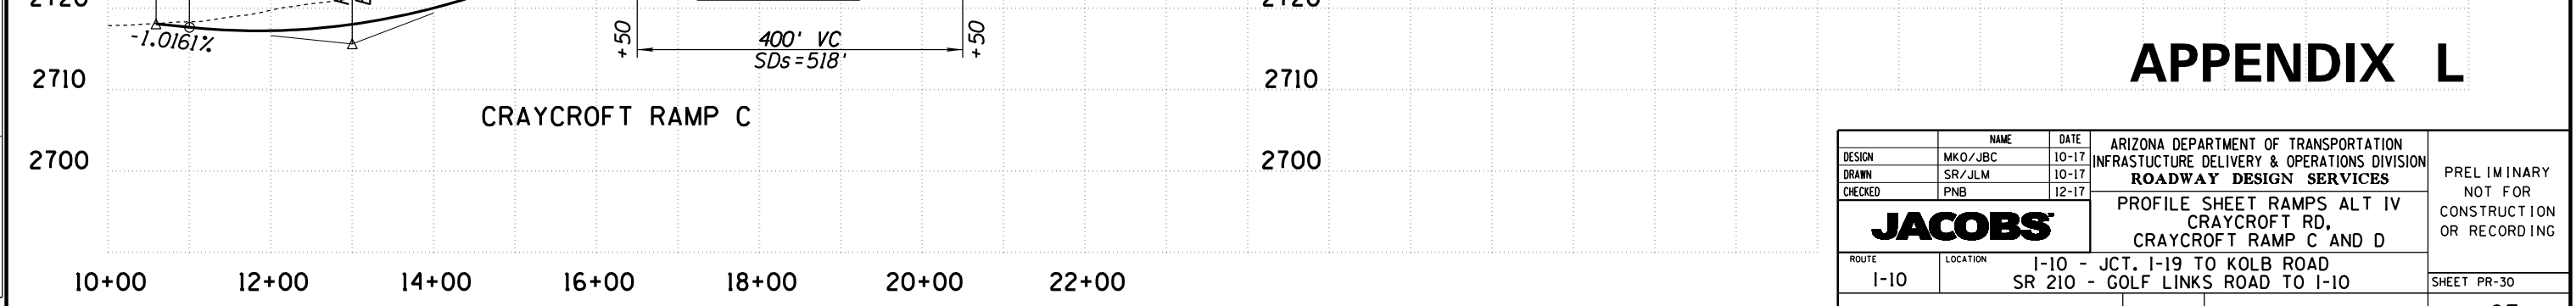 2720
2720
-1.0161%
+50
400' VC
SDs=518'
+50
APPENDIX L
2710
2710
CRAYCROFT RAMP C
2700
2700
10+00
12+00
14+00
16+00
18+00
20+00
22+00
NAME
DATE
DESIGN
MKO/JBC
10-17
DRAWN
SR/JLM
10-17
CHECKED
PNB
12-17
ARIZONA DEPARTMENT OF TRANSPORTATION
INFRASTUCTURE DELIVERY & OPERATIONS DIVISION
ROADWAY DESIGN SERVICES
PRELIMINARY
NOT FOR
CONSTRUCTION
OR RECORDING
JACOBS
PROFILE SHEET RAMPS ALT IV
CRAYCROFT RD,
CRAYCROFT RAMP C AND D
ROUTE
I-10
LOCATION
I-10 - JCT. I-19 TO KOLB ROAD
SR 210 - GOLF LINKS ROAD TO I-10
SHEET PR-30